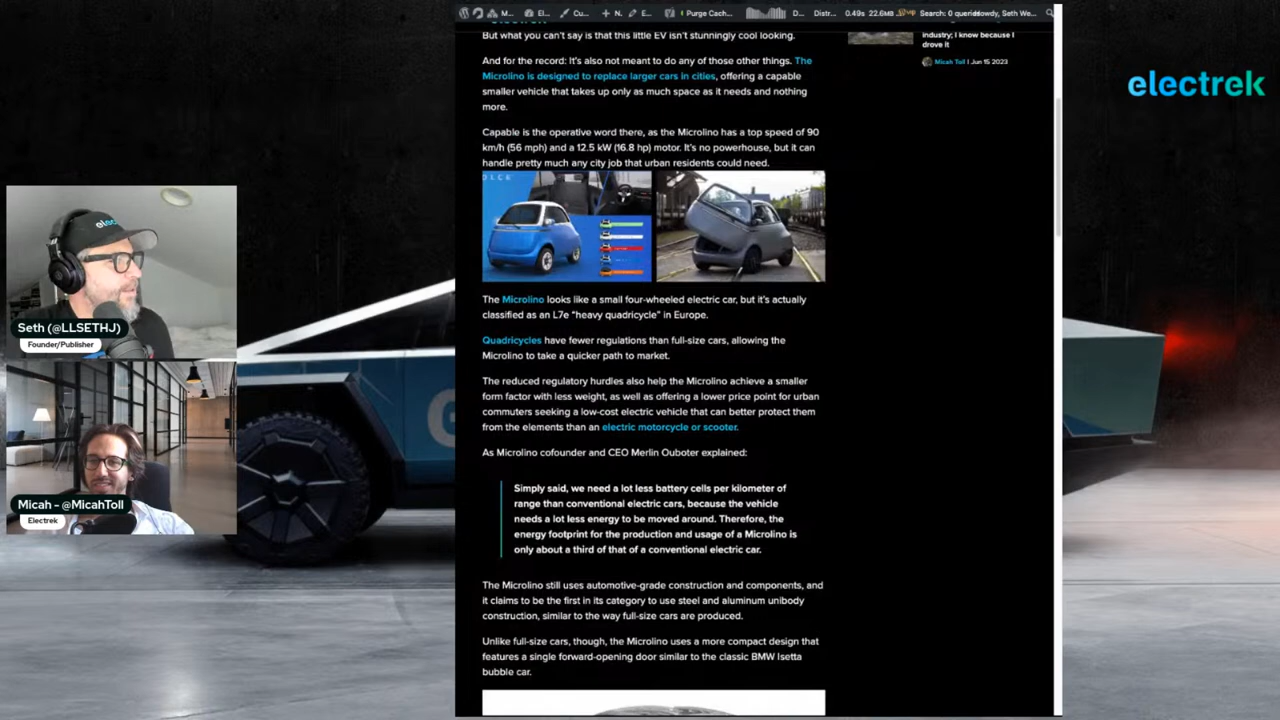 M...
El...
Cu...
N.
E...
Purge Cach...
D...
Distr...
0.49s
22.6MB
Search: 0 queries
Howdy, Seth We...
But what you can't say is that this little EV isn't stunningly cool looking.
And for the record: It's also not meant to do any of those other things. The
Microlino is designed to replace larger cars in cities, offering a capable
smaller vehicle that takes up only as much space as it needs and nothing
more.
Capable is the operative word there, as the Microlino has a top speed of 90
km/h (56 mph) and a 12.5 kW (16.8 hp) motor. It's no powerhouse, but it can
handle pretty much any city job that urban residents could need.
The Microlino looks like a small four-wheeled electric car, but it's actually
classified as an L7e "heavy quadricycle" in Europe.
Quadricycles have fewer regulations than full-size cars, allowing the
Microlino to take a quicker path to market.
The reduced regulatory hurdles also help the Microlino achieve a smaller
form factor with less weight, as well as offering a lower price point for urban
commuters seeking a low-cost electric vehicle that can better protect them
from the elements than an electric motorcycle or scooter.
As Microlino cofounder and CEO Merlin Ouboter explained:
Simply said, we need a lot less battery cells per kilometer of
range than conventional electric cars, because the vehicle
needs a lot less energy to be moved around. Therefore, the
energy footprint for the production and usage of a Microlino is
only about a third of that of a conventional electric car.
The Microlino still uses automotive-grade construction and components, and
it claims to be the first in its category to use steel and aluminum unibody
construction, similar to the way full-size cars are produced.
Unlike full-size cars, though, the Microlino uses a more compact design that
features a single forward-opening door similar to the classic BMW Isetta
bubble car.
industry; I know because I
drove it
Micah Toll | Jun 15 2023
electrek
Seth (@LLSETHJ)
Founder/Publisher
Micah - @MicahToll
Electrek